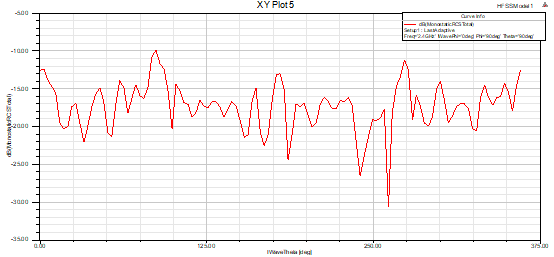 XY Plot 5
HFSSModel1
Curve Info
dB(MonostaticRCSTotal)
Setup1 : LastAdaptive
Freq='2.4GHz' IWavePhi='0deg' Phi='90deg' Theta='90deg'
-500
-1000
-1500
-2000
-2500
-3000
-3500
dB(MonostaticRCSTotal)
0.00
125.00
250.00
375.00
IWaveTheta [deg]